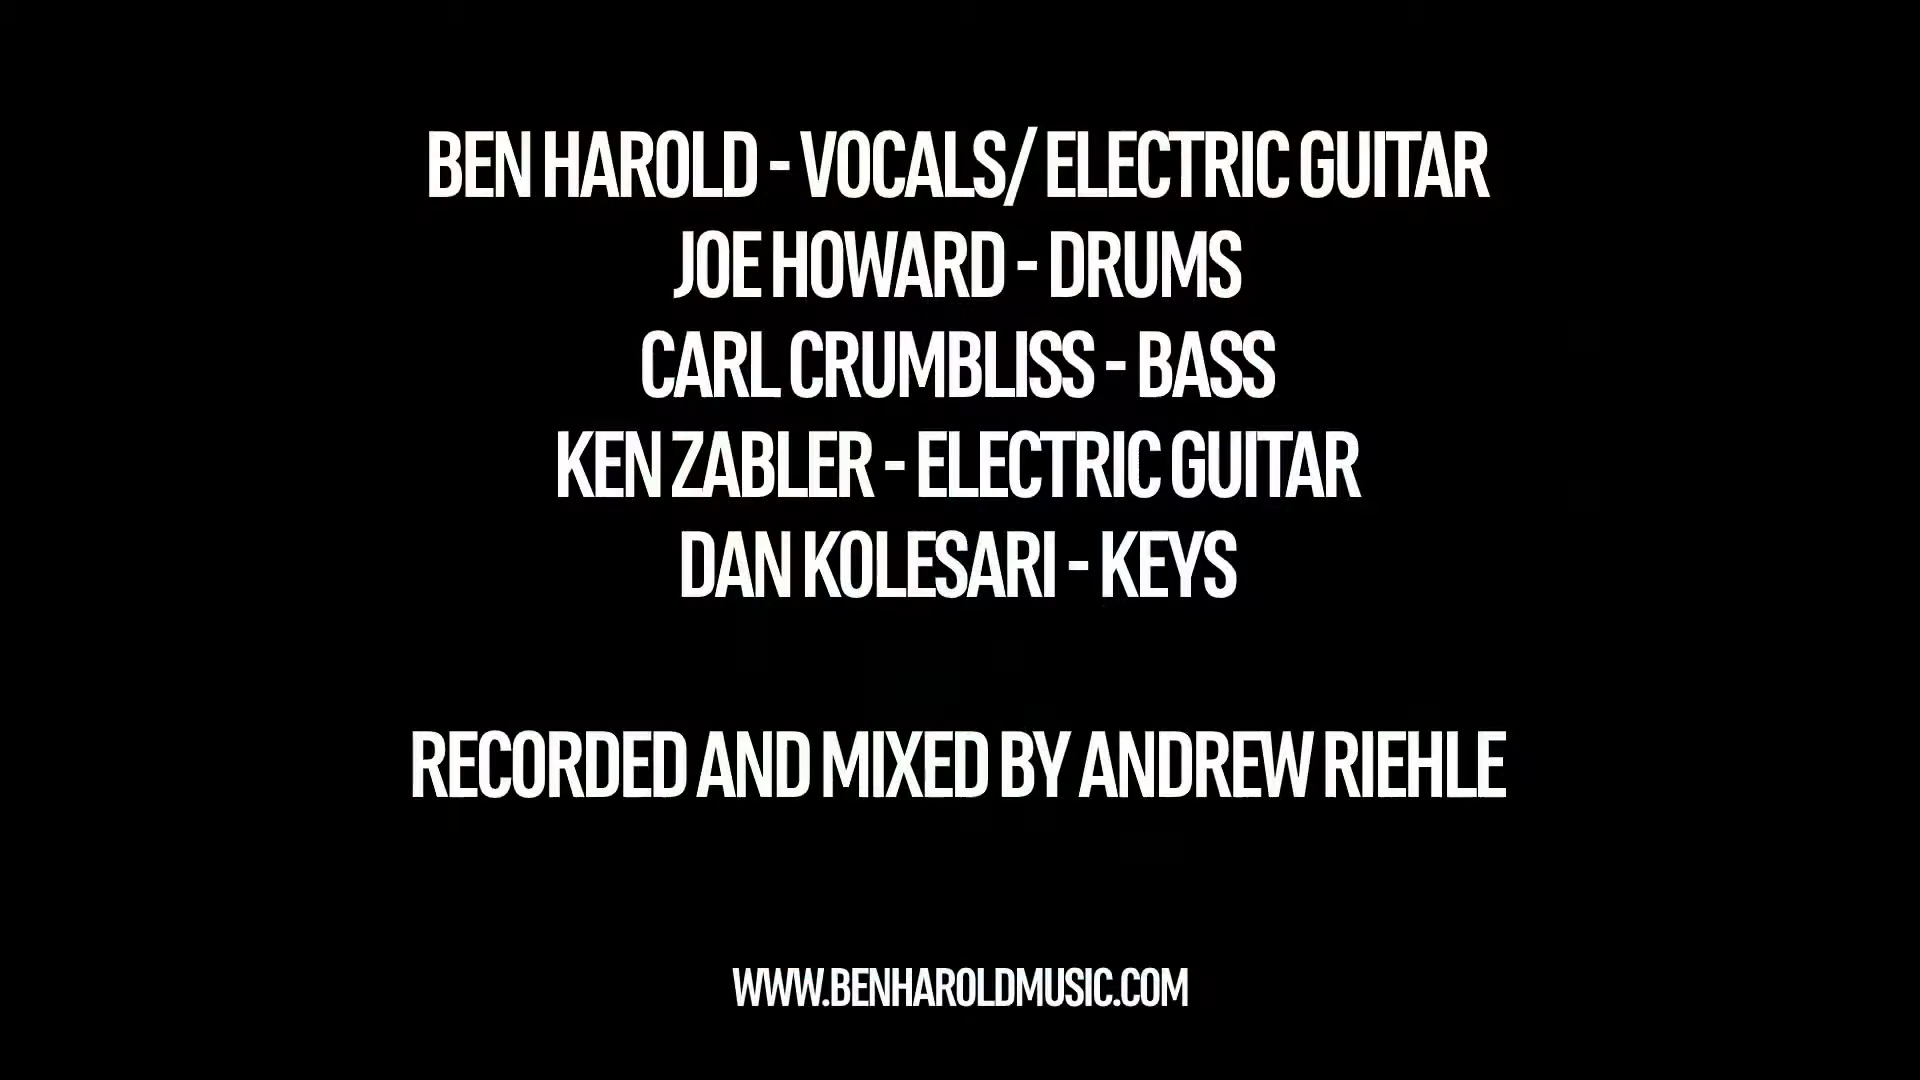 BEN HAROLD - VOCALS/ ELECTRIC GUITAR
JOE HOWARD - DRUMS
CARL CRUMBLISS - BASS
KEN ZABLER - ELECTRIC GUITAR
DAN KOLESARI - KEYS
RECORDED AND MIXED BY ANDREW RIEHLE
WWW.BENHAROLDMUSIC.COM